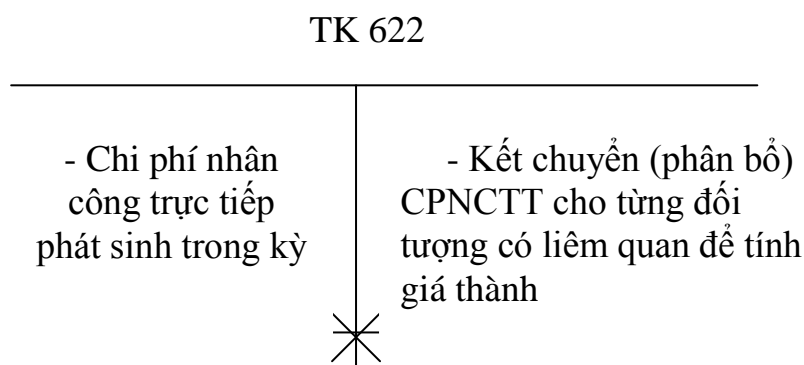 TK 622
- Chi phí nhân
công trực tiếp
phát sinh trong kỳ
- Kết chuyển (phân bổ)
CPNCTT cho từng đối
tượng có liêm quan để tính
giá thành